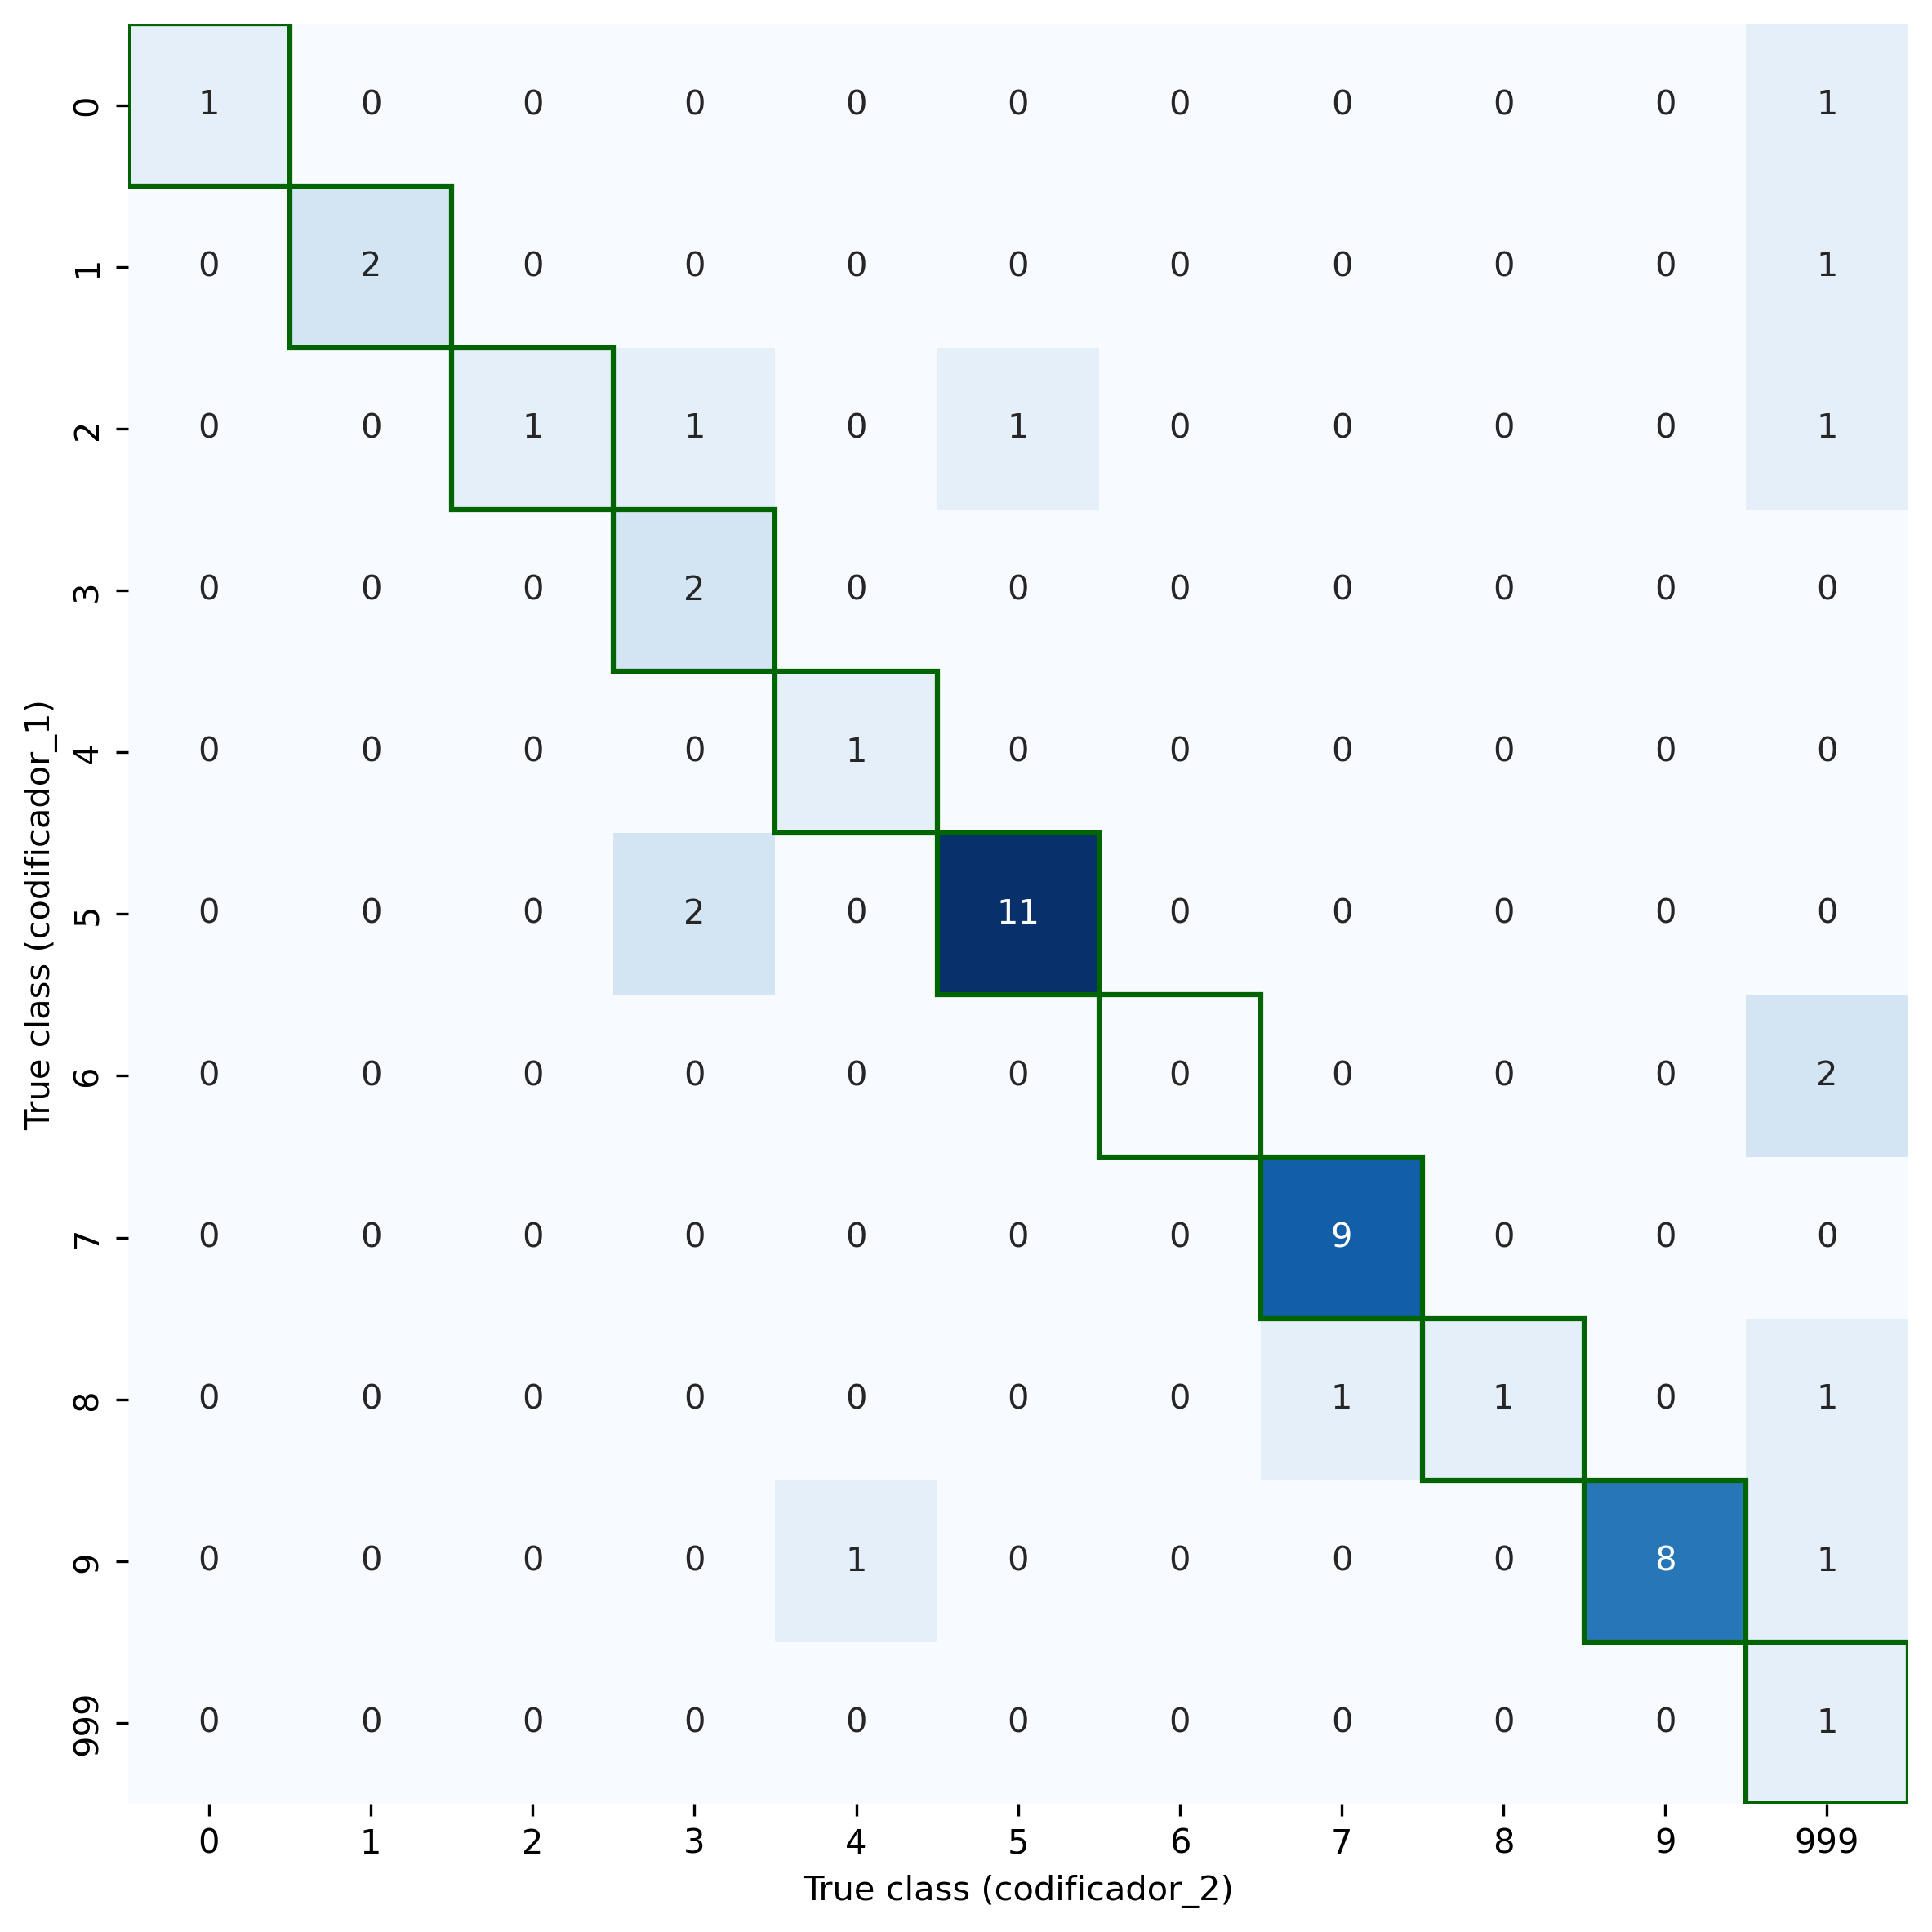 0 1 0 0 0 0 0 0 0 0 0 1
1 0 2 0 0 0 0 0 0 0 0 1
2 0 0 1 1 0 1 0 0 0 0 1
3 0 0 0 2 0 0 0 0 0 0 0
4 0 0 0 0 1 0 0 0 0 0 0
5 0 0 0 2 0 11 0 0 0 0 0
6 0 0 0 0 0 0 0 0 0 0 2
7 0 0 0 0 0 0 0 9 0 0 0
8 0 0 0 0 0 0 0 1 1 0 1
9 0 0 0 0 1 0 0 0 0 8 1
999 0 0 0 0 0 0 0 0 0 0 1
0 1 2 3 4 5 6 7 8 9 999
True class (codificador_2)
True class (codificador_1)